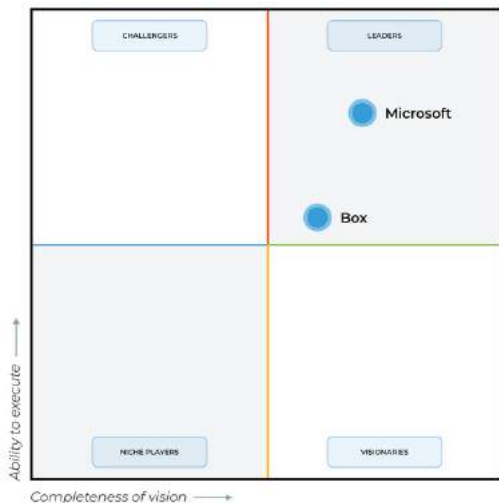 CHALLENGERS
LEADERS
Microsoft
Box
Ability to execute
NICHE PLAYERS
VISIONARIES
Completeness of vision